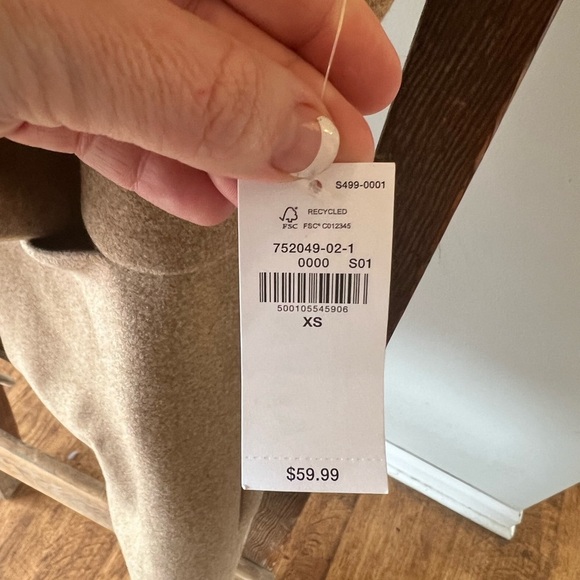 S499-0001
RECYCLED
FSC FSC® C012345
752049-02-1
0000 S01
500105545906
XS
$59.99